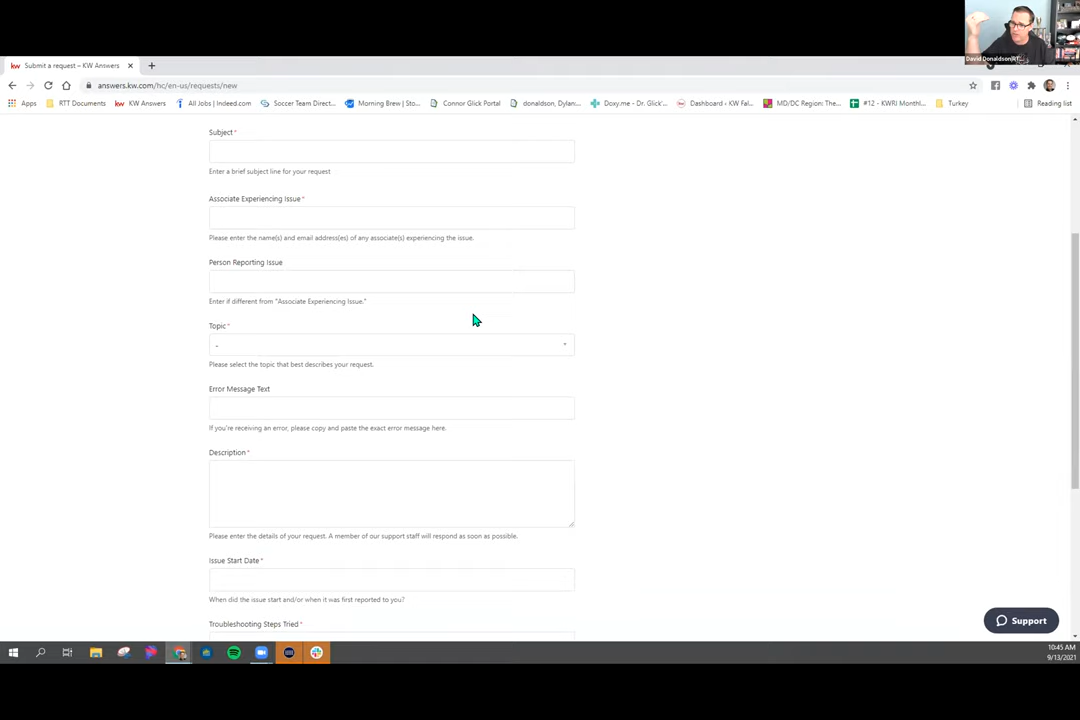 David Donaldson|kT...
kw Submit a request – KW Answers
answers.kw.com/hc/en-us/requests/new
Apps RTT Documents kw KW Answers All Jobs | Indeed.com Soccer Team Direct... Morning Brew | Sto... Connor Glick Portal donaldson, Dylan... Doxy.me - Dr. Glick'... Dashboard ‹ KW Fal... MD/DC Region: The... #12 - KWRI Monthl... Turkey Reading list
Subject*
Enter a brief subject line for your request
Associate Experiencing Issue*
Please enter the name(s) and email address(es) of any associate(s) experiencing the issue.
Person Reporting Issue
Enter if different from "Associate Experiencing Issue."
Topic*
-
Please select the topic that best describes your request.
Error Message Text
If you're receiving an error, please copy and paste the exact error message here.
Description*
Please enter the details of your request. A member of our support staff will respond as soon as possible.
Issue Start Date*
When did the issue start and/or when it was first reported to you?
Troubleshooting Steps Tried*
Support
10:45 AM
9/13/2021